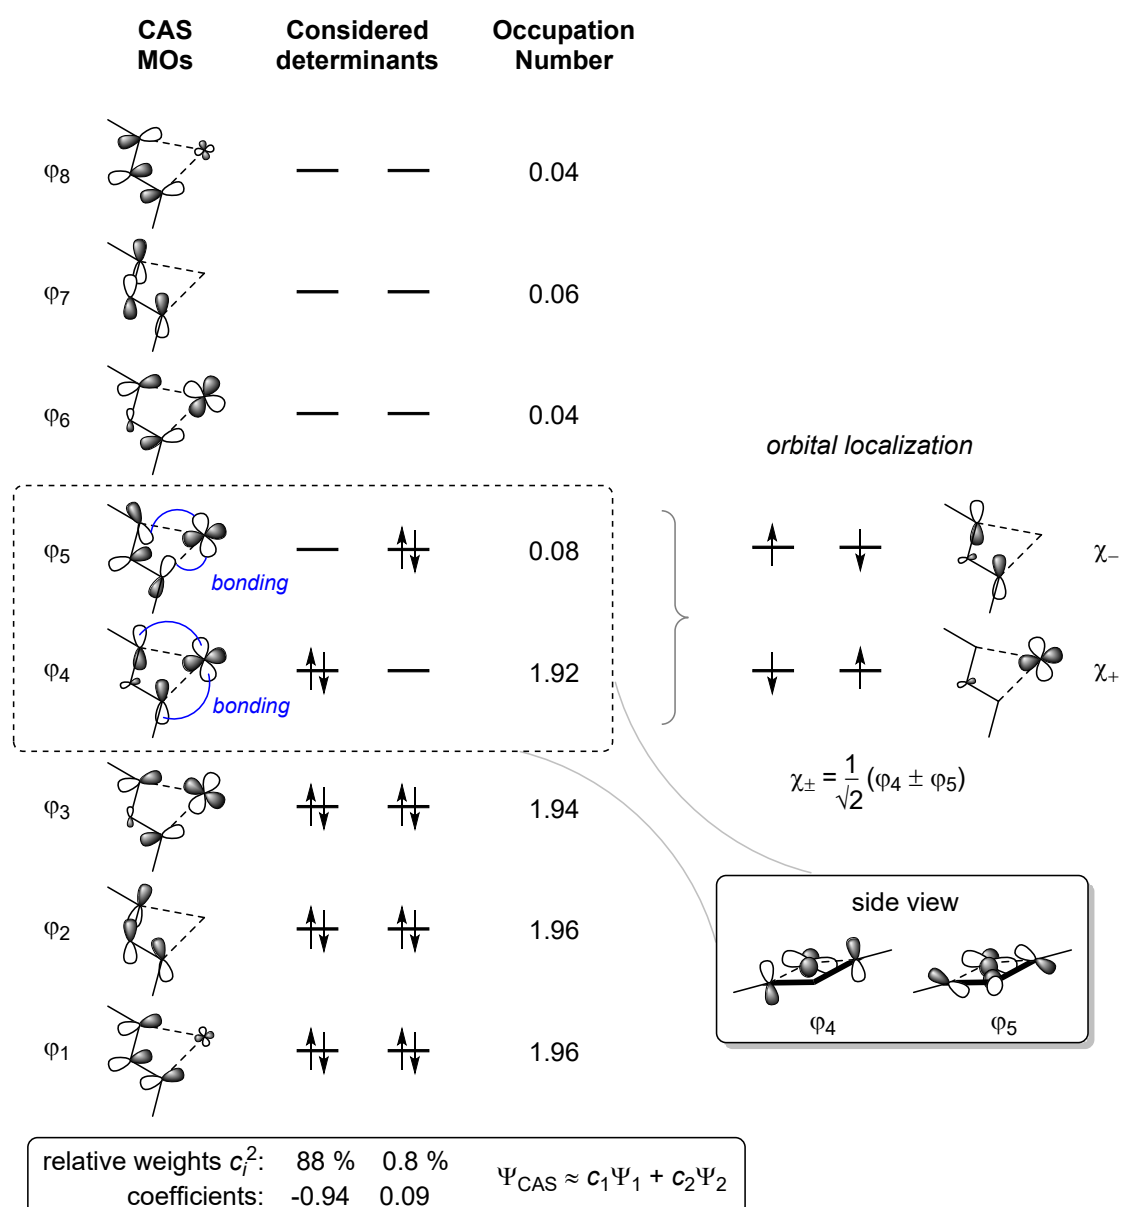 CAS MOs
Considered determinants
Occupation Number
φ8 0.04
φ7 0.06
φ6 0.04
orbital localization
φ5 bonding 0.08 χ−
φ4 bonding 1.92 χ+
χ± = 1/√2 (φ4 ± φ5)
φ3 1.94
φ2 1.96
side view
φ4 φ5
φ1 1.96
relative weights ci²: 88 % 0.8 %
ΨCAS ≈ c1Ψ1 + c2Ψ2
coefficients: -0.94 0.09